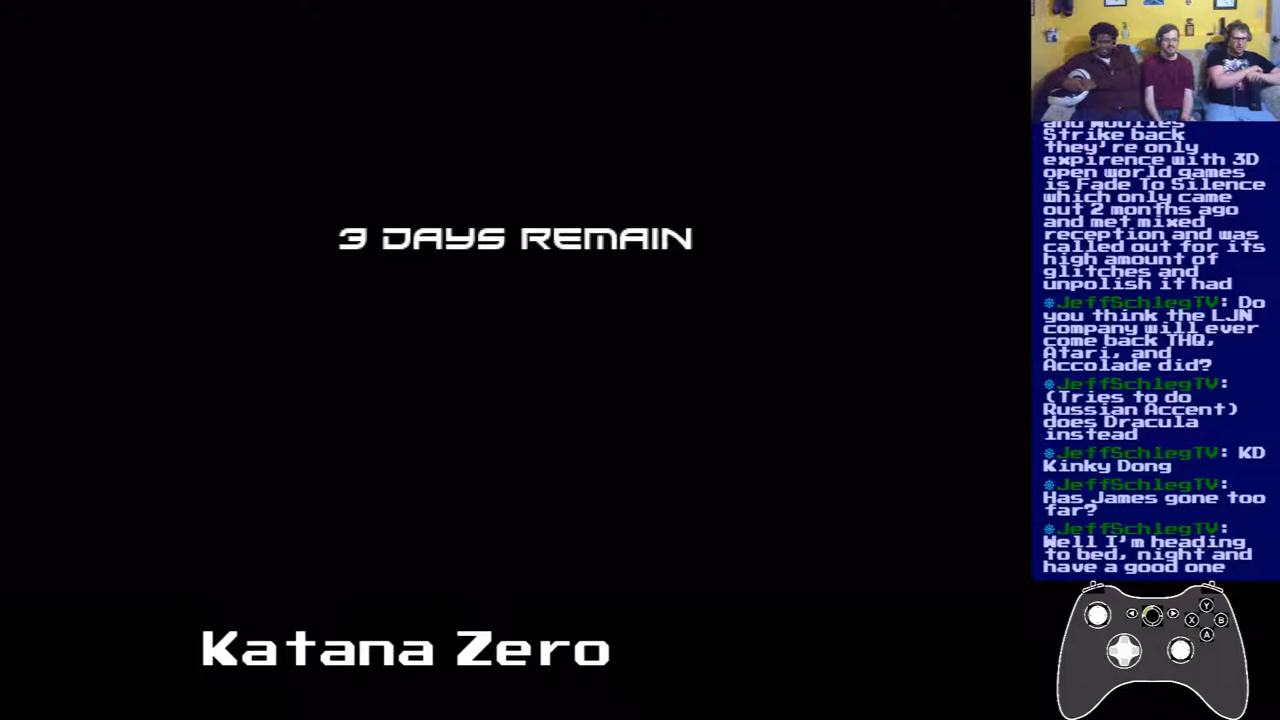 3 DAYS REMAIN
Katana Zero
and Woolies
Strike back
they're only
expirence with 3D
open world games
is Fade To Silence
which only came
out 2 months ago
and met mixed
reception and was
called out for its
high amount of
glitches and
unpolish it had
JeffSchlegTV: Do
you think the LJN
company will ever
come back THQ,
Atari, and
Accolade did?
JeffSchlegTV:
(Tries to do
Russian Accent)
does Dracula
instead
JeffSchlegTV: KD
Kinky Dong
JeffSchlegTV:
Has James gone too
far?
JeffSchlegTV:
Well I'm heading
to bed, night and
have a good one
Y
X B
A